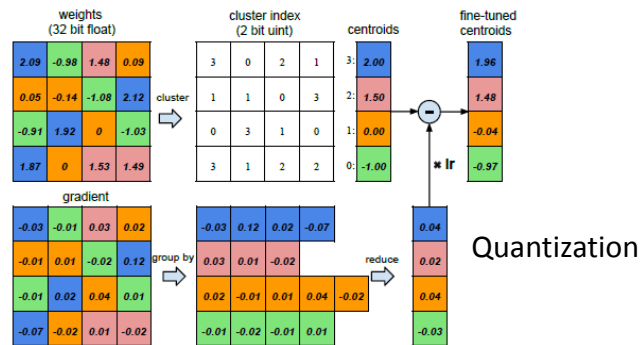 weights
(32 bit float)
cluster index
(2 bit uint)
centroids
fine-tuned
centroids
2.09 -0.98 1.48 0.09
0.05 -0.14 -1.08 2.12
-0.91 1.92 0 -1.03
1.87 0 1.53 1.49
cluster
3 0 2 1
1 1 0 3
0 3 1 0
3 1 2 2
3: 2.00
2: 1.50
1: 0.00
0: -1.00
-
1.96
1.48
-0.04
-0.97
× lr
gradient
-0.03 -0.01 0.03 0.02
-0.01 0.01 -0.02 0.12
-0.01 0.02 0.04 0.01
-0.07 -0.02 0.01 -0.02
group by
-0.03 0.12 0.02 -0.07
0.03 0.01 -0.02
0.02 -0.01 0.01 0.04 -0.02
-0.01 -0.02 -0.01 0.01
reduce
0.04
0.02
0.04
-0.03
Quantization